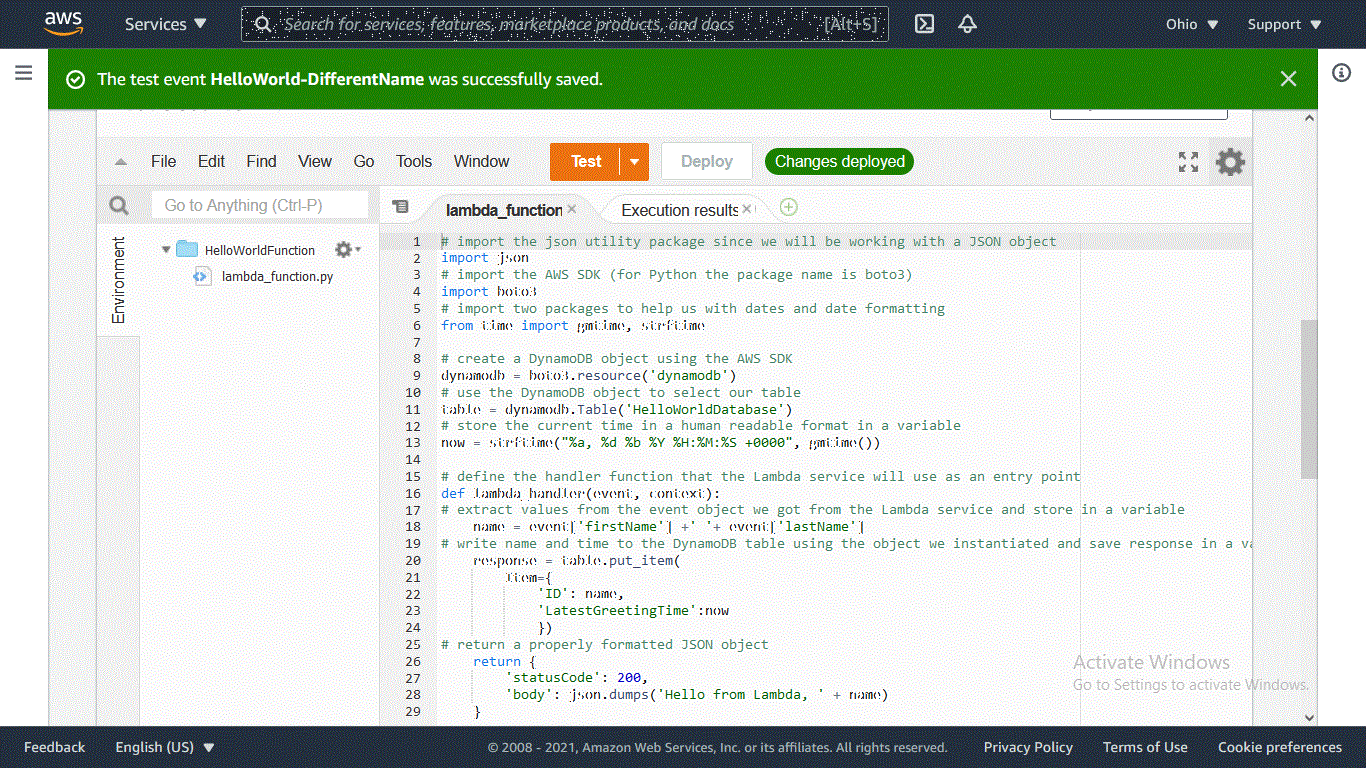 aws
Services
Search for services, features, marketplace products, and docs [Alt+S]
Ohio
Support
The test event HelloWorld-DifferentName was successfully saved.
File Edit Find View Go Tools Window Test Deploy Changes deployed
Go to Anything (Ctrl-P)
lambda_function
Execution results
Environment
HelloWorldFunction
lambda_function.py
1 # import the json utility package since we will be working with a JSON object
2 import json
3 # import the AWS SDK (for Python the package name is boto3)
4 import boto3
5 # import two packages to help us with dates and date formatting
6 from time import gmtime, strftime
7
8 # create a DynamoDB object using the AWS SDK
9 dynamodb = boto3.resource('dynamodb')
10 # use the DynamoDB object to select our table
11 table = dynamodb.Table('HelloWorldDatabase')
12 # store the current time in a human readable format in a variable
13 now = strftime("%a, %d %b %Y %H:%M:%S +0000", gmtime())
14
15 # define the handler function that the Lambda service will use as an entry point
16 def lambda_handler(event, context):
17 # extract values from the event object we got from the Lambda service and store in a variable
18 name = event['firstName'] +' '+ event['lastName']
19 # write name and time to the DynamoDB table using the object we instantiated and save response in a va
20 response = table.put_item(
21 Item={
22 'ID': name,
23 'LatestGreetingTime':now
24 })
25 # return a properly formatted JSON object
26 return {
27 'statusCode': 200,
28 'body': json.dumps('Hello from Lambda, ' + name)
29 }
Activate Windows
Go to Settings to activate Windows.
Feedback English (US) © 2008 - 2021, Amazon Web Services, Inc. or its affiliates. All rights reserved. Privacy Policy Terms of Use Cookie preferences